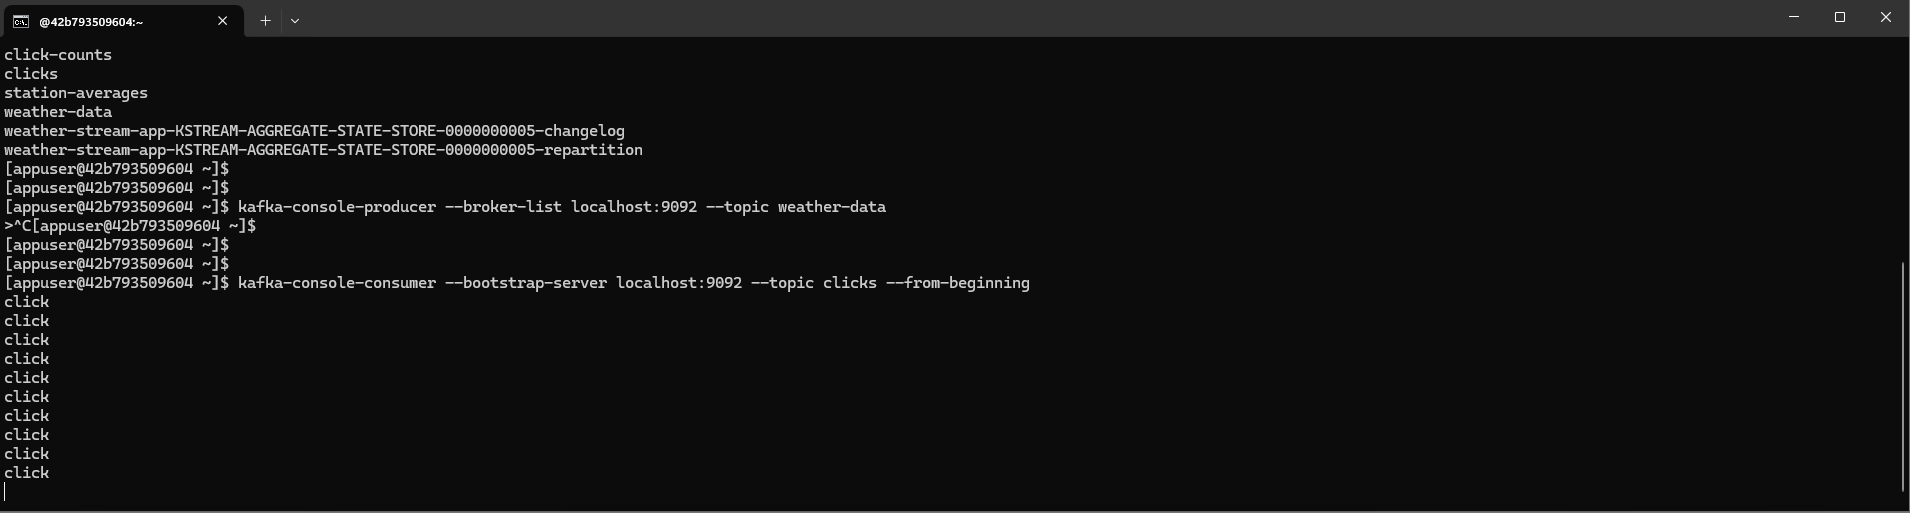 @42b793509604:~
click-counts
clicks
station-averages
weather-data
weather-stream-app-KSTREAM-AGGREGATE-STATE-STORE-0000000005-changelog
weather-stream-app-KSTREAM-AGGREGATE-STATE-STORE-0000000005-repartition
[appuser@42b793509604 ~]$
[appuser@42b793509604 ~]$
[appuser@42b793509604 ~]$ kafka-console-producer --broker-list localhost:9092 --topic weather-data
>^C[appuser@42b793509604 ~]$
[appuser@42b793509604 ~]$
[appuser@42b793509604 ~]$
[appuser@42b793509604 ~]$ kafka-console-consumer --bootstrap-server localhost:9092 --topic clicks --from-beginning
click
click
click
click
click
click
click
click
click
click